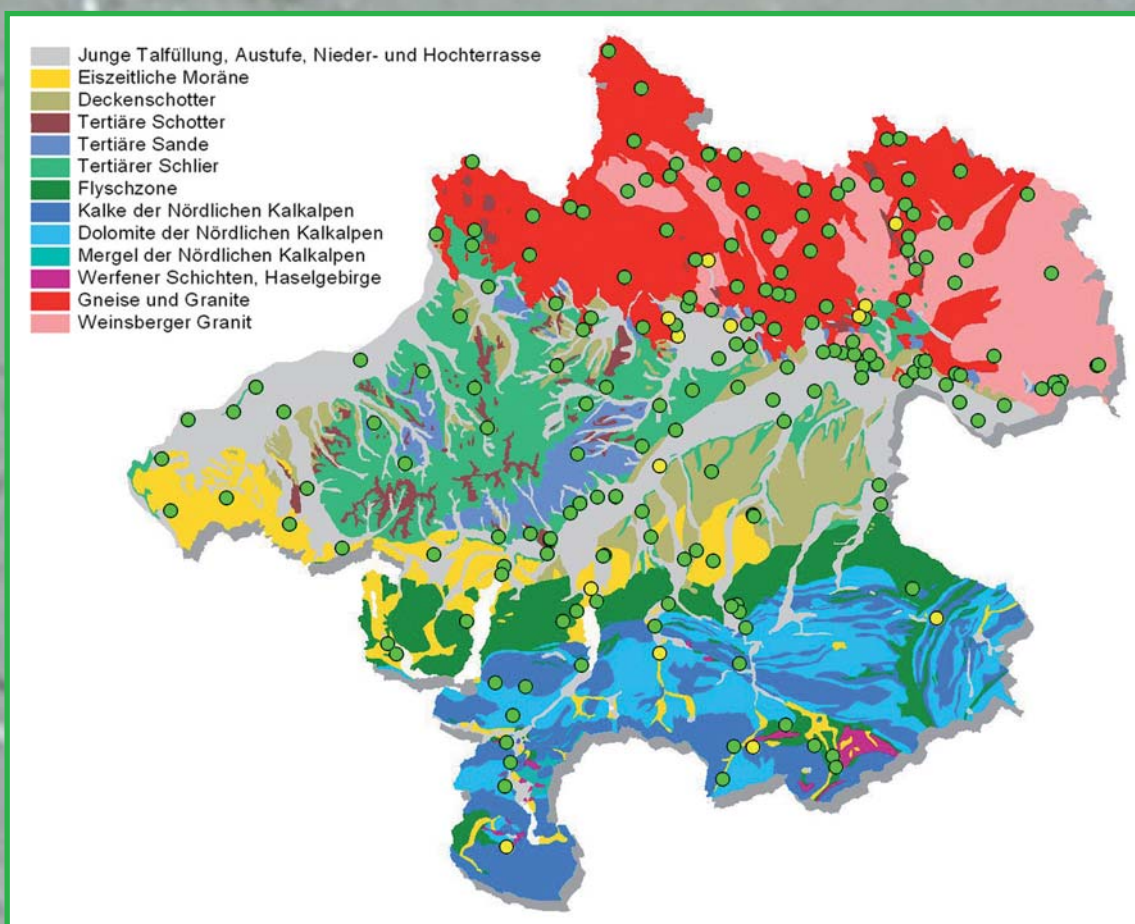 Junge Talfüllung, Austufe, Nieder- und Hochterrasse
Eiszeitliche Moräne
Deckenschotter
Tertiäre Schotter
Tertiäre Sande
Tertiärer Schlier
Flyschzone
Kalke der Nördlichen Kalkalpen
Dolomite der Nördlichen Kalkalpen
Mergel der Nördlichen Kalkalpen
Werfener Schichten, Haselgebirge
Gneise und Granite
Weinsberger Granit